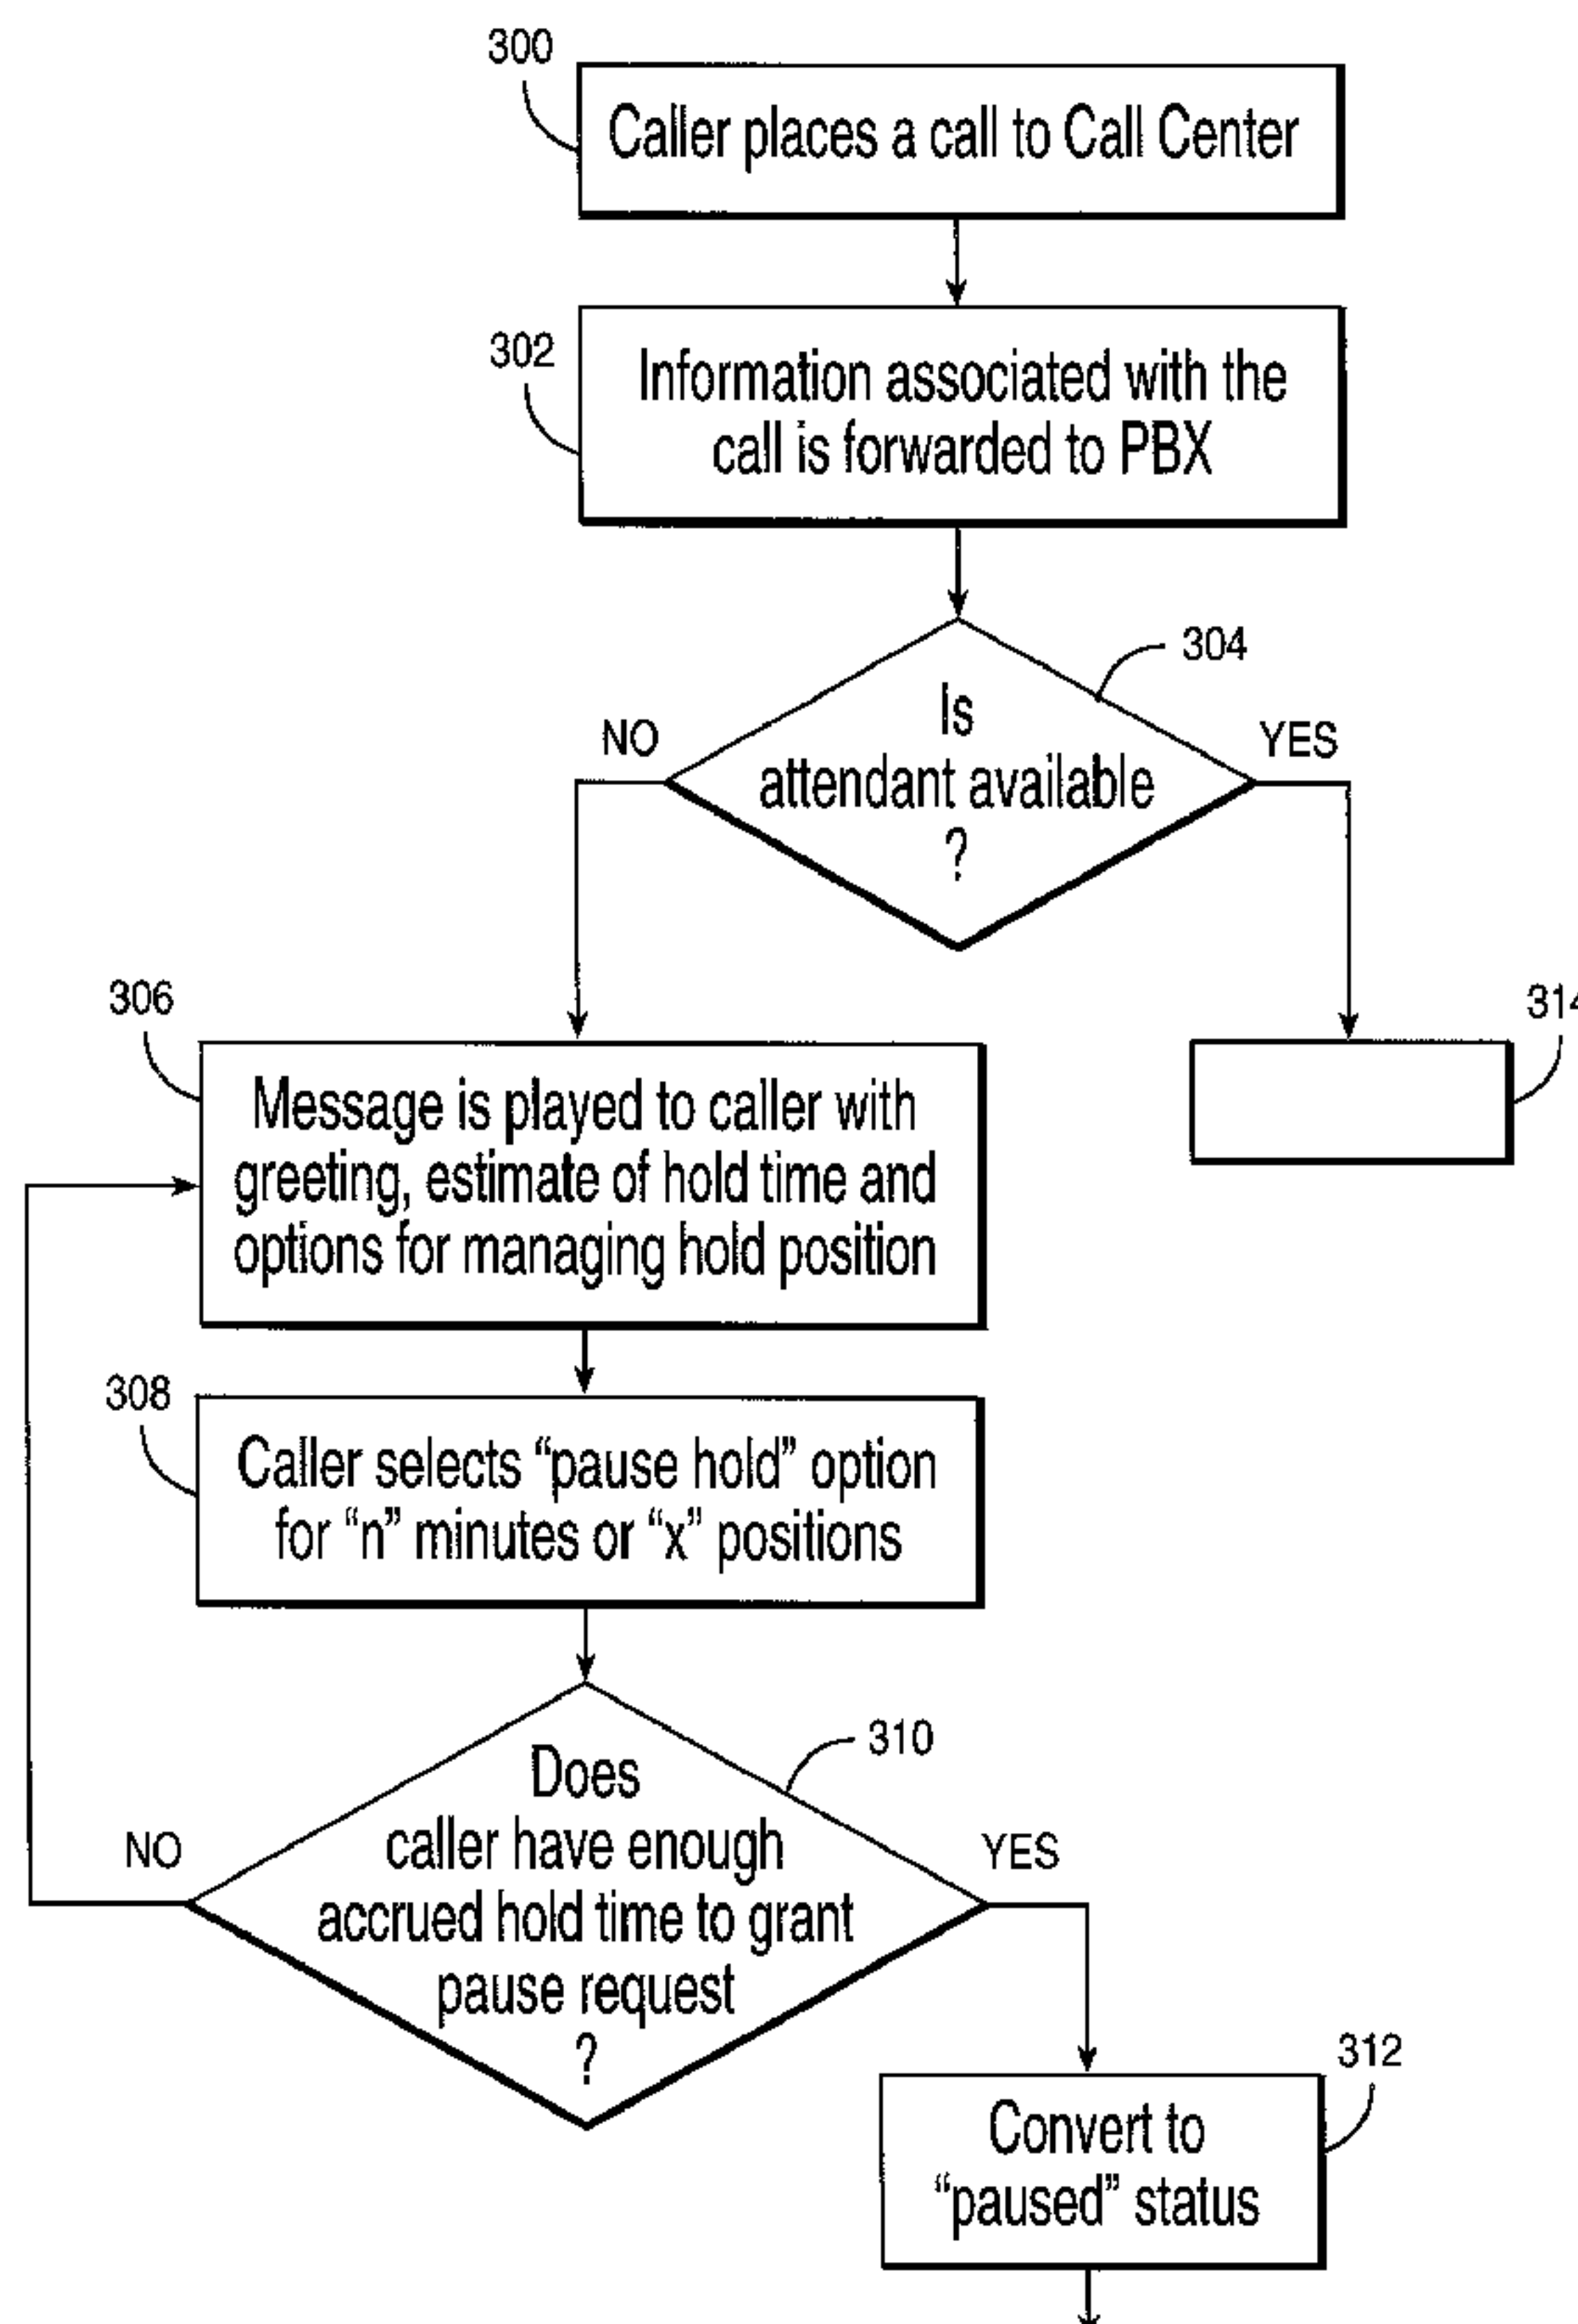 300
Caller places a call to Call Center
302
Information associated with the
call is forwarded to PBX
304
Is
attendant available
?
NO
YES
306
Message is played to caller with
greeting, estimate of hold time and
options for managing hold position
314
308
Caller selects “pause hold” option
for “n” minutes or “x” positions
310
Does
caller have enough
accrued hold time to grant
pause request
?
NO
YES
312
Convert to
“paused” status